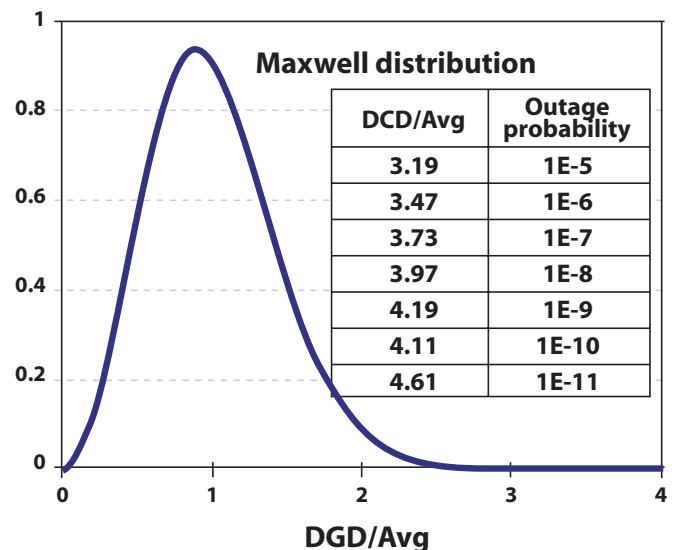 1
Maxwell distribution
DCD/Avg Outage probability
3.19 1E-5
3.47 1E-6
3.73 1E-7
3.97 1E-8
4.19 1E-9
4.11 1E-10
4.61 1E-11
0.8
0.6
0.4
0.2
0
0 1 2 3 4
DGD/Avg